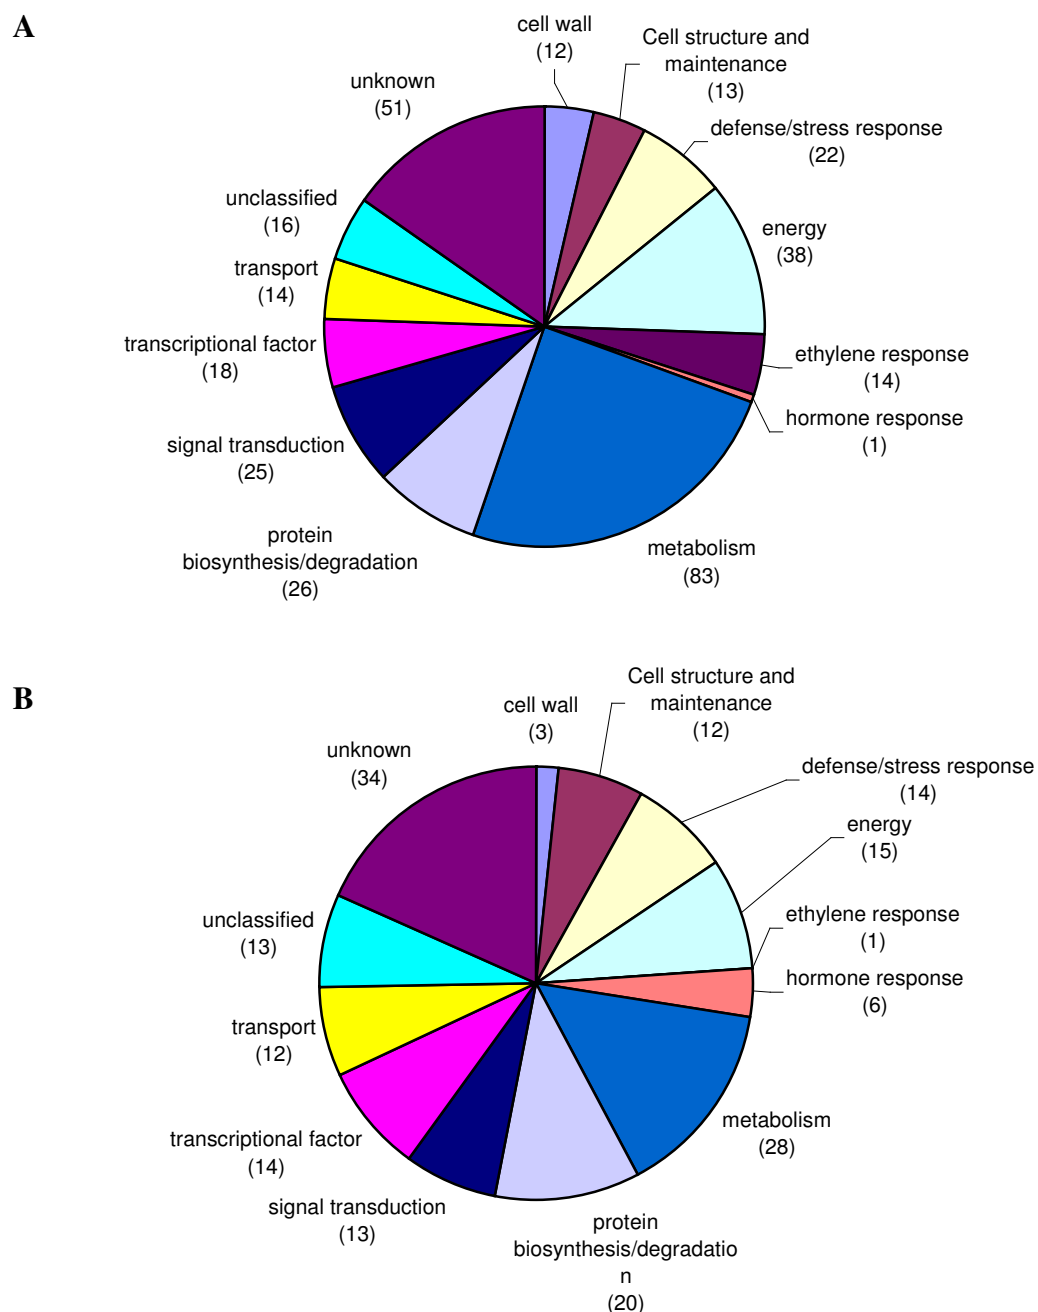 A
cell wall
(12)
Cell structure and
maintenance
(13)
defense/stress response
(22)
energy
(38)
ethylene response
(14)
hormone response
(1)
metabolism
(83)
protein
biosynthesis/degradation
(26)
signal transduction
(25)
transcriptional factor
(18)
transport
(14)
unclassified
(16)
unknown
(51)
B
cell wall
(3)
Cell structure and
maintenance
(12)
defense/stress response
(14)
energy
(15)
ethylene response
(1)
hormone response
(6)
metabolism
(28)
protein
biosynthesis/degradatio
n
(20)
signal transduction
(13)
transcriptional factor
(14)
transport
(12)
unclassified
(13)
unknown
(34)